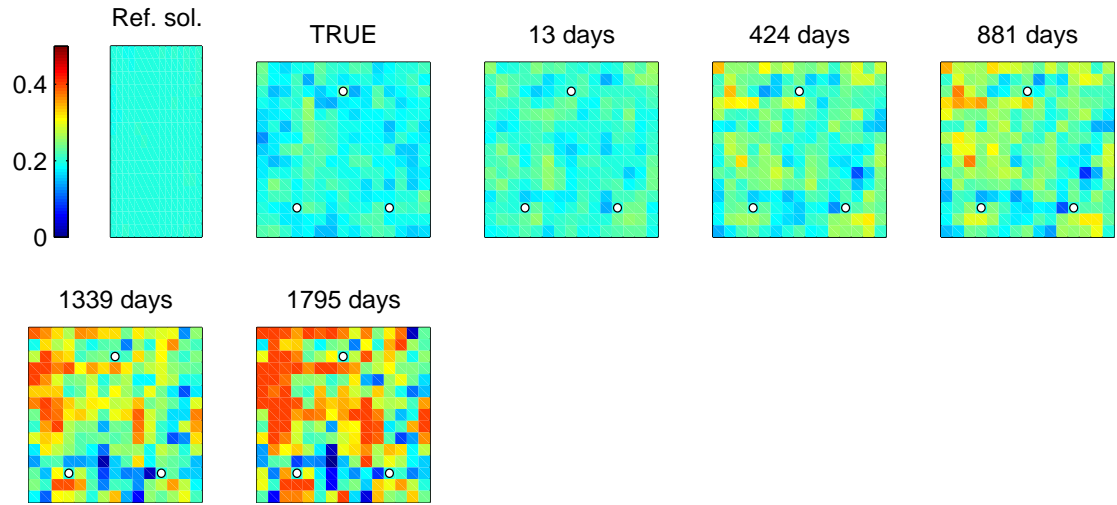 Ref. sol.
TRUE
13 days
424 days
881 days
0.4
0.2
0
1339 days
1795 days